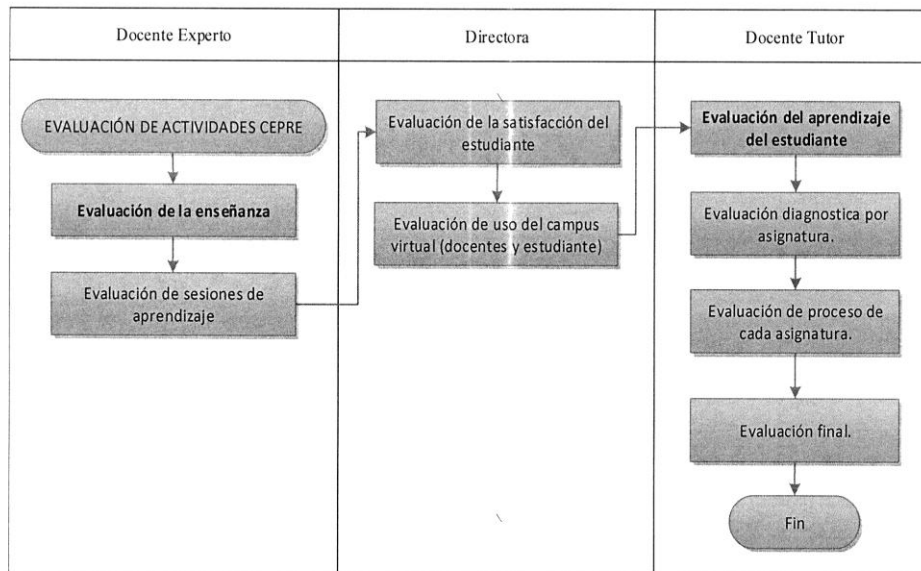 Docente Experto
Directora
Docente Tutor
EVALUACIÓN DE ACTIVIDADES CEPRE
Evaluación de la enseñanza
Evaluación de sesiones de
aprendizaje
Evaluación de la satisfacción del
estudiante
Evaluación de uso del campus
virtual (docentes y estudiante)
Evaluación del aprendizaje
del estudiante
Evaluación diagnostica por
asignatura.
Evaluación de proceso de
cada asignatura.
Evaluación final.
Fin